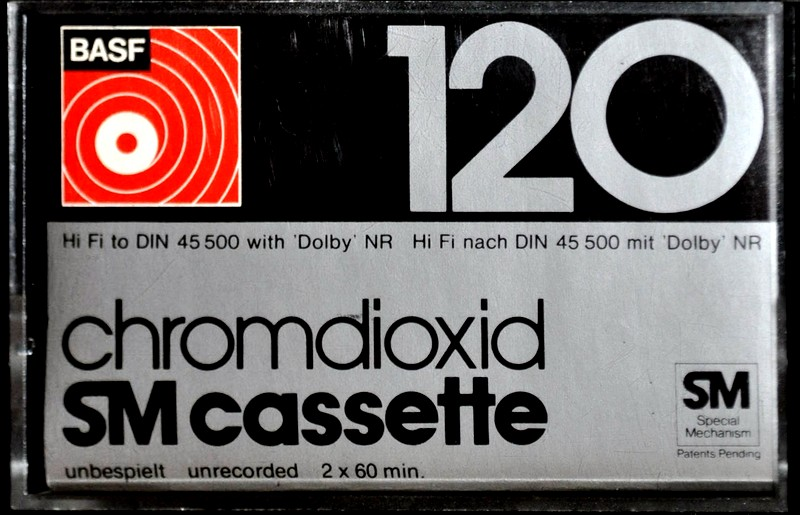 BASF
120
Hi Fi to DIN 45 500 with 'Dolby' NR Hi Fi nach DIN 45 500 mit 'Dolby' NR
chromdioxid
SM cassette
SM
Special
Mechanism
Patents Pending
unbespielt unrecorded 2 x 60 min.